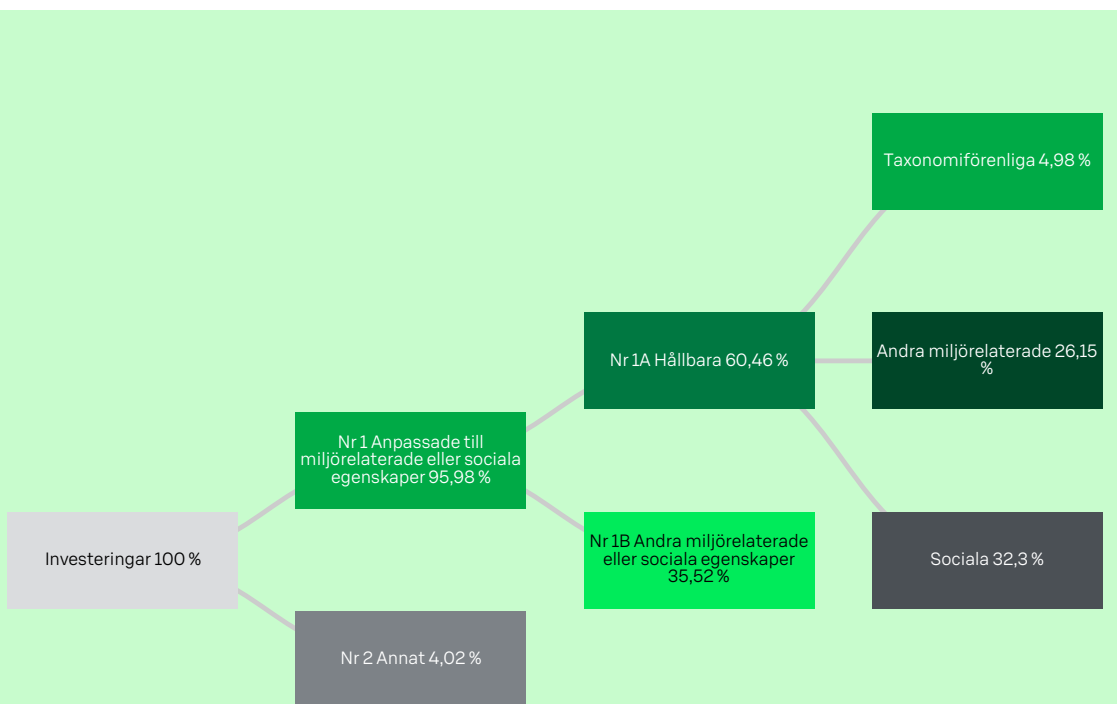 Taxonomiförenliga 4,98 %
Nr 1A Hållbara 60,46 %
Andra miljörelaterade 26,15
%
Nr 1 Anpassade till
miljörelaterade eller sociala
egenskaper 95,98 %
Investeringar 100 %
Nr 1B Andra miljörelaterade
eller sociala egenskaper
35,52 %
Sociala 32,3 %
Nr 2 Annat 4,02 %